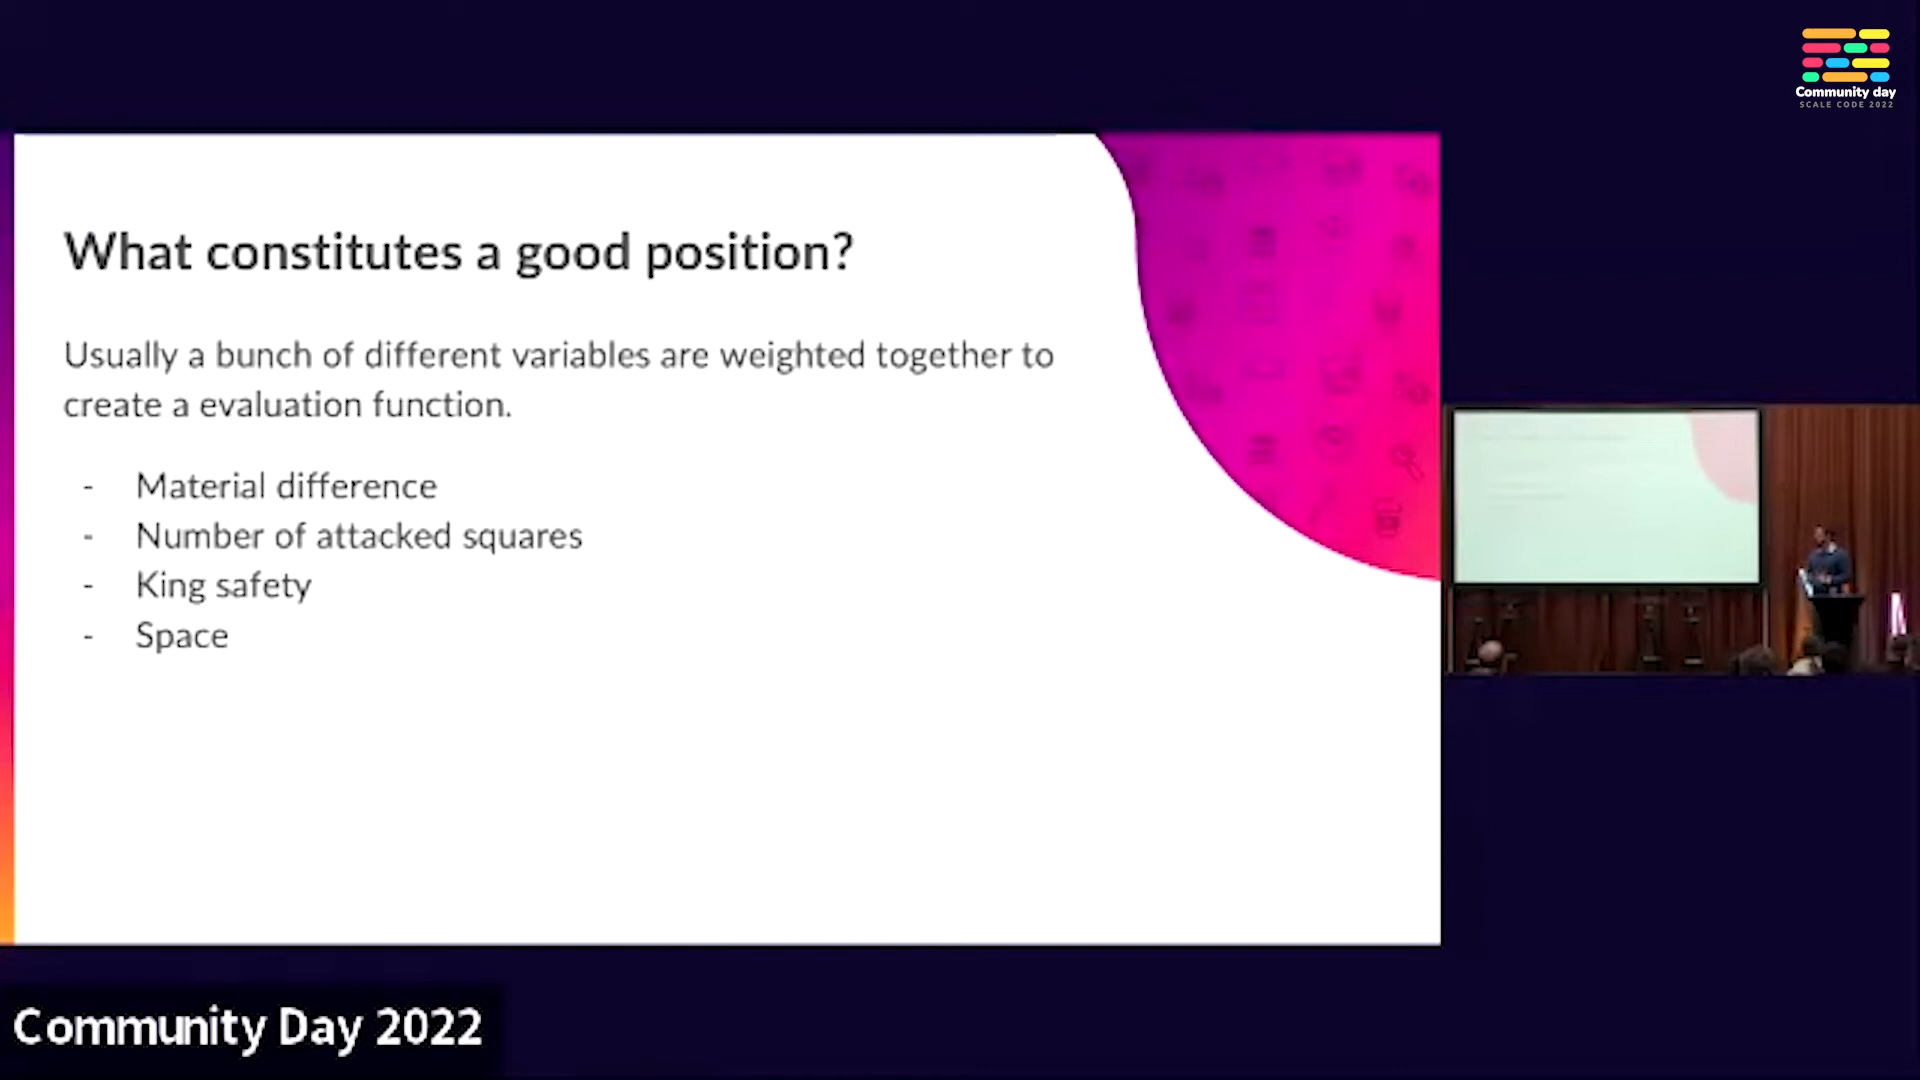 Community day
SCALE CODE 2022
What constitutes a good position?
Usually a bunch of different variables are weighted together to
create a evaluation function.
- Material difference
- Number of attacked squares
- King safety
- Space
Community Day 2022